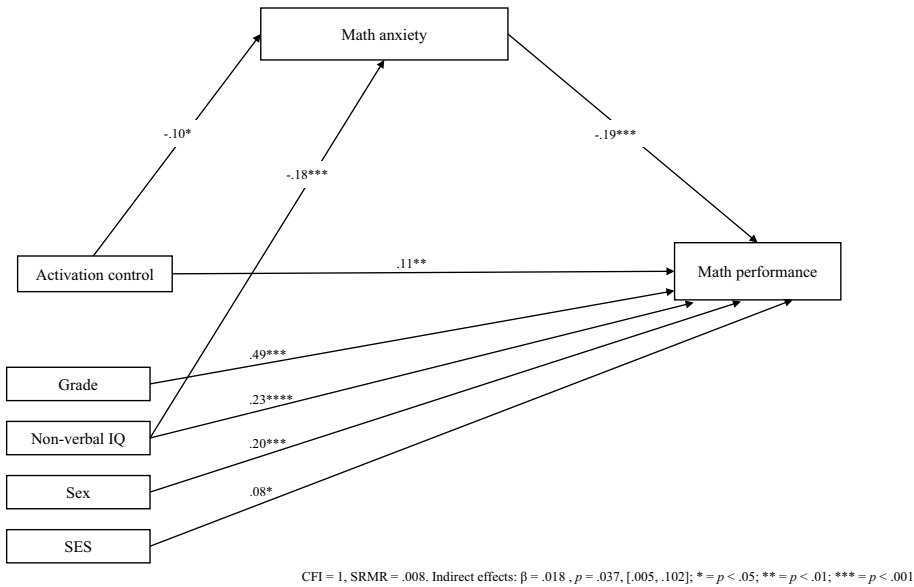 Math anxiety
-.10*
-.19***
-.18***
Activation control
.11**
Math performance
.49***
Grade
.23****
Non-verbal IQ
.20***
Sex
.08*
SES
CFI = 1, SRMR = .008. Indirect effects: β = .018 , p = .037, [.005, .102]; * = p < .05; ** = p < .01; *** = p < .001